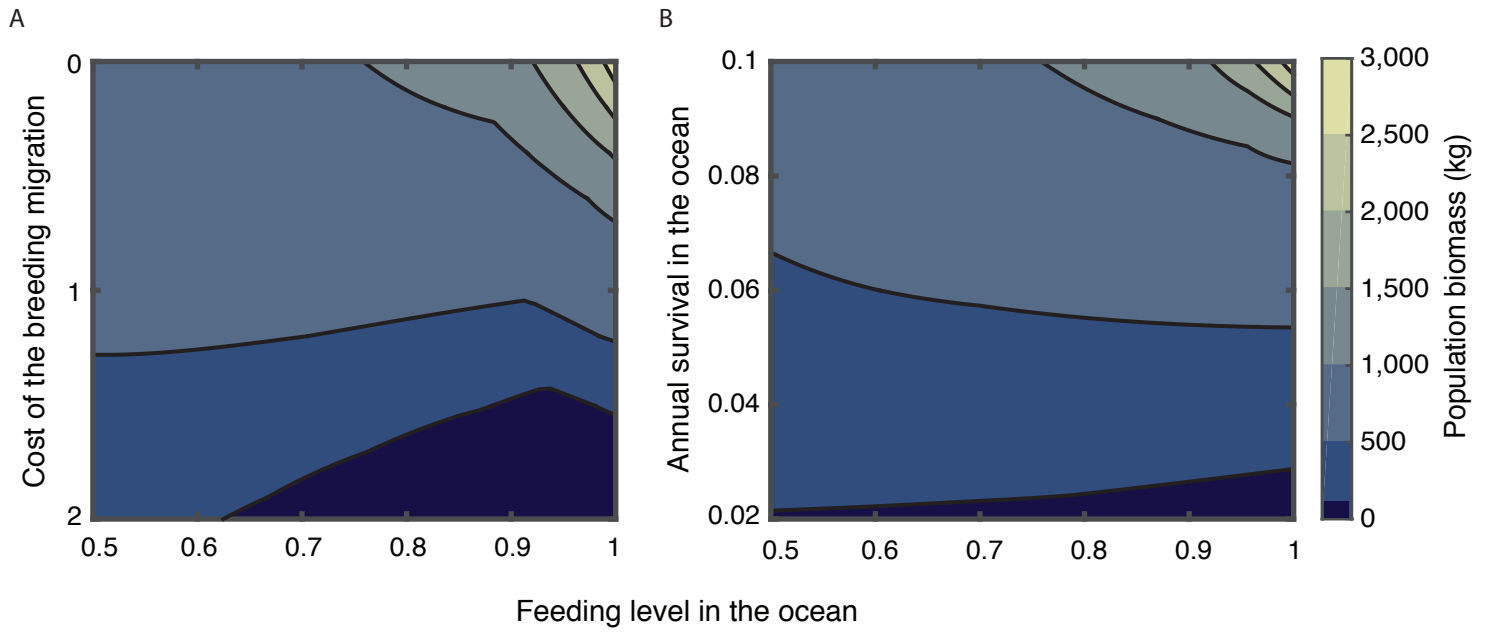 A
B
Cost of the breeding migration
0
1
2
0.5 0.6 0.7 0.8 0.9 1
Annual survival in the ocean
0.1
0.08
0.06
0.04
0.02
0.5 0.6 0.7 0.8 0.9 1
3,000
2,500
2,000
1,500
1,000
500
0
Population biomass (kg)
Feeding level in the ocean